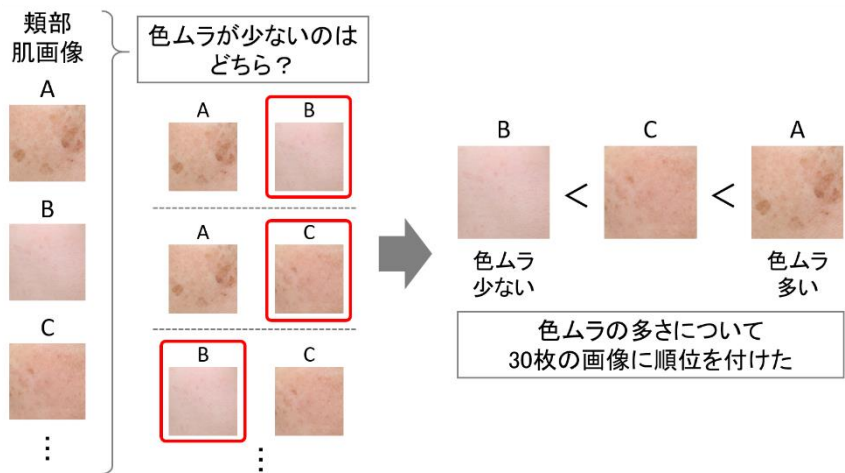 頬部
肌画像
A
B
C
⋮
色ムラが少ないのは
どちら?
A B
A C
B C
⋮
B < C < A
色ムラ
少ない
色ムラ
多い
色ムラの多さについて
30枚の画像に順位を付けた